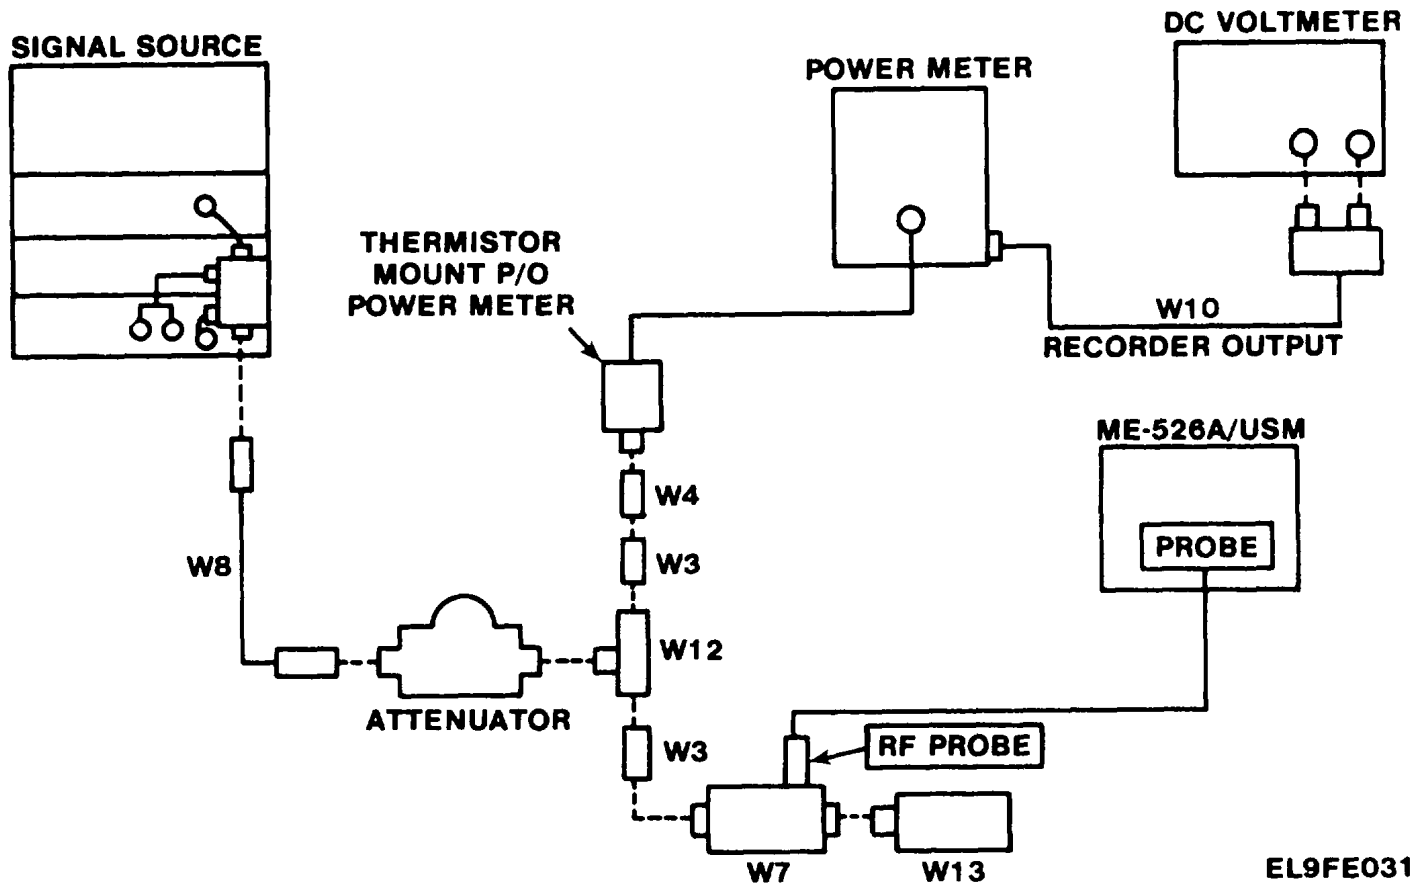 SIGNAL SOURCE
POWER METER
DC VOLTMETER
THERMISTOR
MOUNT P/O
POWER METER
W10
RECORDER OUTPUT
ME-526A/USM
PROBE
W4
W3
W8
W12
ATTENUATOR
W3
RF PROBE
W7
W13
EL9FE031